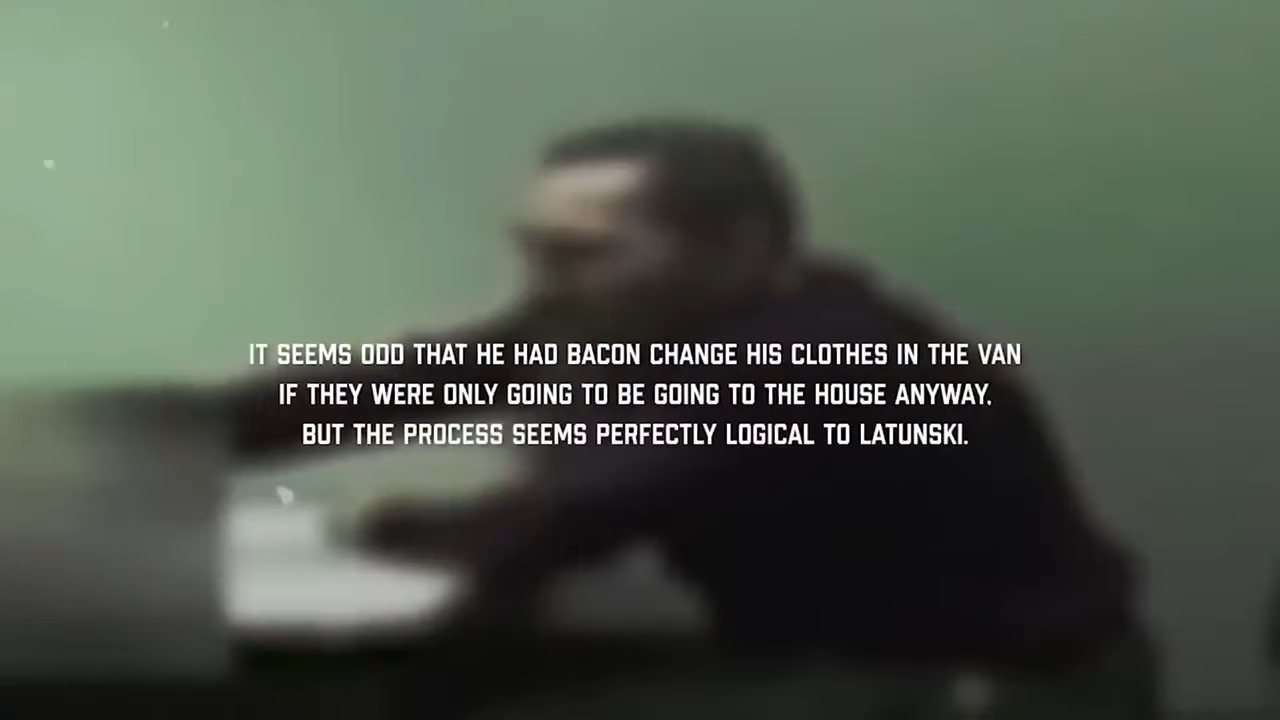 IT SEEMS ODD THAT HE HAD BACON CHANGE HIS CLOTHES IN THE VAN
IF THEY WERE ONLY GOING TO BE GOING TO THE HOUSE ANYWAY.
BUT THE PROCESS SEEMS PERFECTLY LOGICAL TO LATUNSKI.